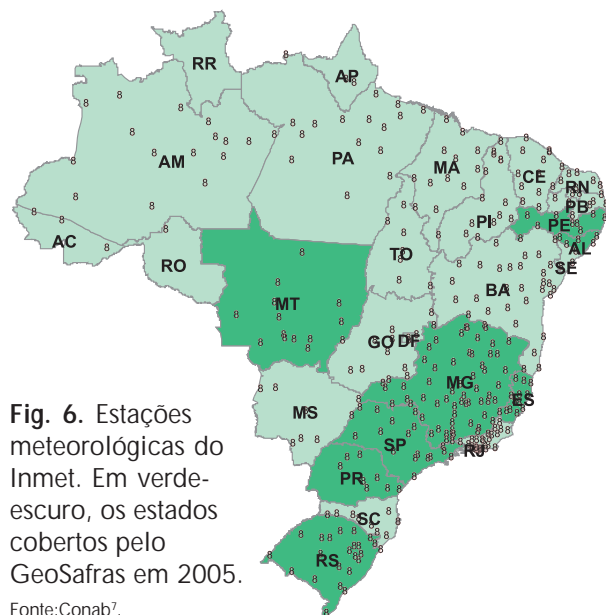 RR
AP
AM
PA
MA
CE
RN
PB
PI
PE
AL
SE
AC
RO
TO
BA
MT
GO DF
MG
ES
MS
SP
RJ
PR
SC
RS
Fig. 6. Estações
meteorológicas do
Inmet. Em verde-
escuro, os estados
cobertos pelo
GeoSafras em 2005.
Fonte:Conab⁷.